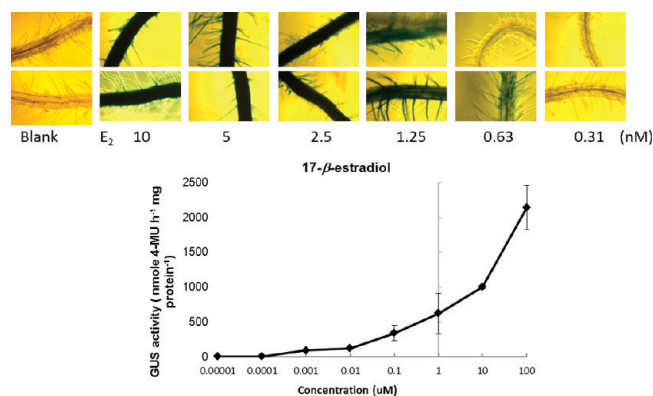 Blank E2 10 5 2.5 1.25 0.63 0.31 (nM)
17-β-estradiol
GUS activity ( nmole 4-MU h-1 mg
protein-1)
2500
2000
1500
1000
500
0
0.00001 0.0001 0.001 0.01 0.1 1 10 100
Concentration (uM)